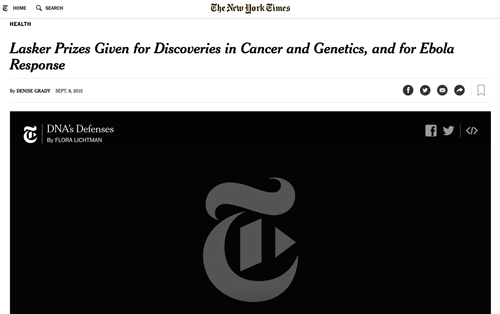 HOME SEARCH The New York Times
HEALTH
Lasker Prizes Given for Discoveries in Cancer and Genetics, and for Ebola
Response
By DENISE GRADY SEPT. 8, 2015
DNA's Defenses
By FLORA LICHTMAN